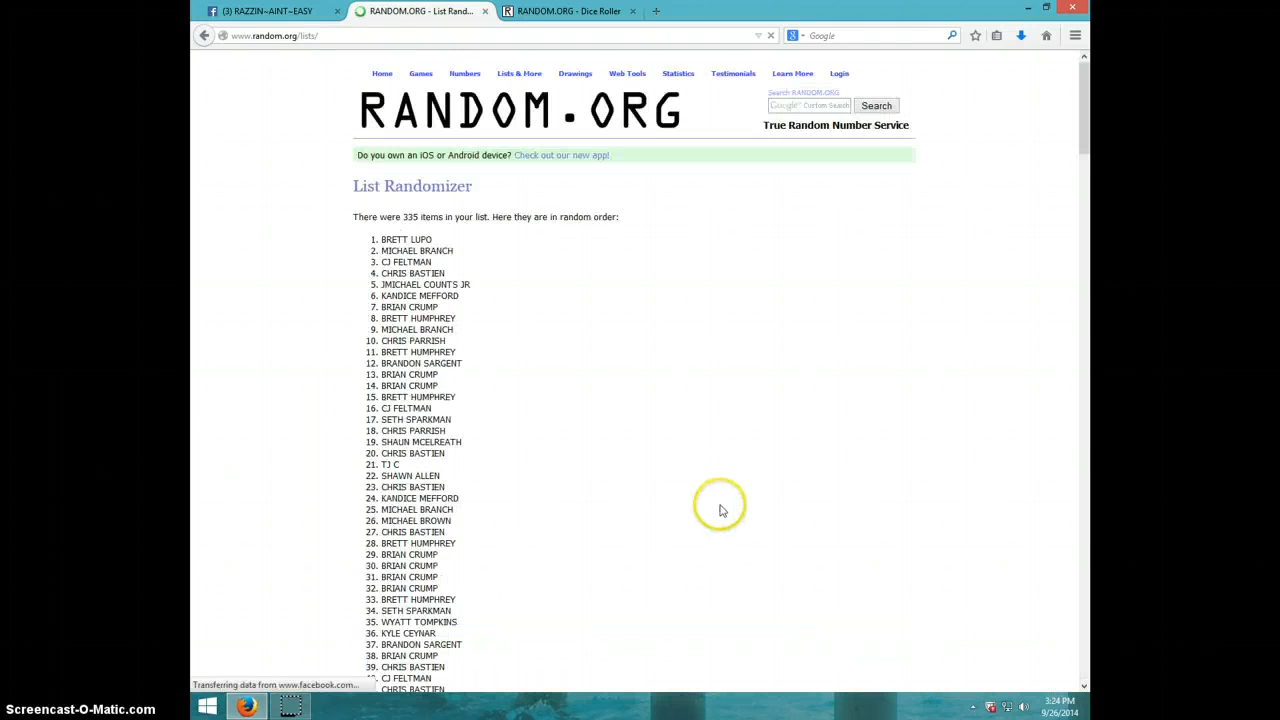 (3) RAZZIN~AINT~EASY
RANDOM.ORG - List Rand...
RANDOM.ORG - Dice Roller
www.random.org/lists/
Google
Home Games Numbers Lists & More Drawings Web Tools Statistics Testimonials Learn More Login
Search RANDOM.ORG
RANDOM.ORG
Google™ Custom Search Search
True Random Number Service
Do you own an iOS or Android device? Check out our new app!
List Randomizer
There were 335 items in your list. Here they are in random order:
1. BRETT LUPO
2. MICHAEL BRANCH
3. CJ FELTMAN
4. CHRIS BASTIEN
5. JMICHAEL COUNTS JR
6. KANDICE MEFFORD
7. BRIAN CRUMP
8. BRETT HUMPHREY
9. MICHAEL BRANCH
10. CHRIS PARRISH
11. BRETT HUMPHREY
12. BRANDON SARGENT
13. BRIAN CRUMP
14. BRIAN CRUMP
15. BRETT HUMPHREY
16. CJ FELTMAN
17. SETH SPARKMAN
18. CHRIS PARRISH
19. SHAUN MCELREATH
20. CHRIS BASTIEN
21. TJ C
22. SHAWN ALLEN
23. CHRIS BASTIEN
24. KANDICE MEFFORD
25. MICHAEL BRANCH
26. MICHAEL BROWN
27. CHRIS BASTIEN
28. BRETT HUMPHREY
29. BRIAN CRUMP
30. BRIAN CRUMP
31. BRIAN CRUMP
32. BRIAN CRUMP
33. BRETT HUMPHREY
34. SETH SPARKMAN
35. WYATT TOMPKINS
36. KYLE CEYNAR
37. BRANDON SARGENT
38. BRIAN CRUMP
39. CHRIS BASTIEN
CJ FELTMAN
CHRIS BASTIEN
Transferring data from www.facebook.com...
3:24 PM
9/26/2014
Screencast-O-Matic.com